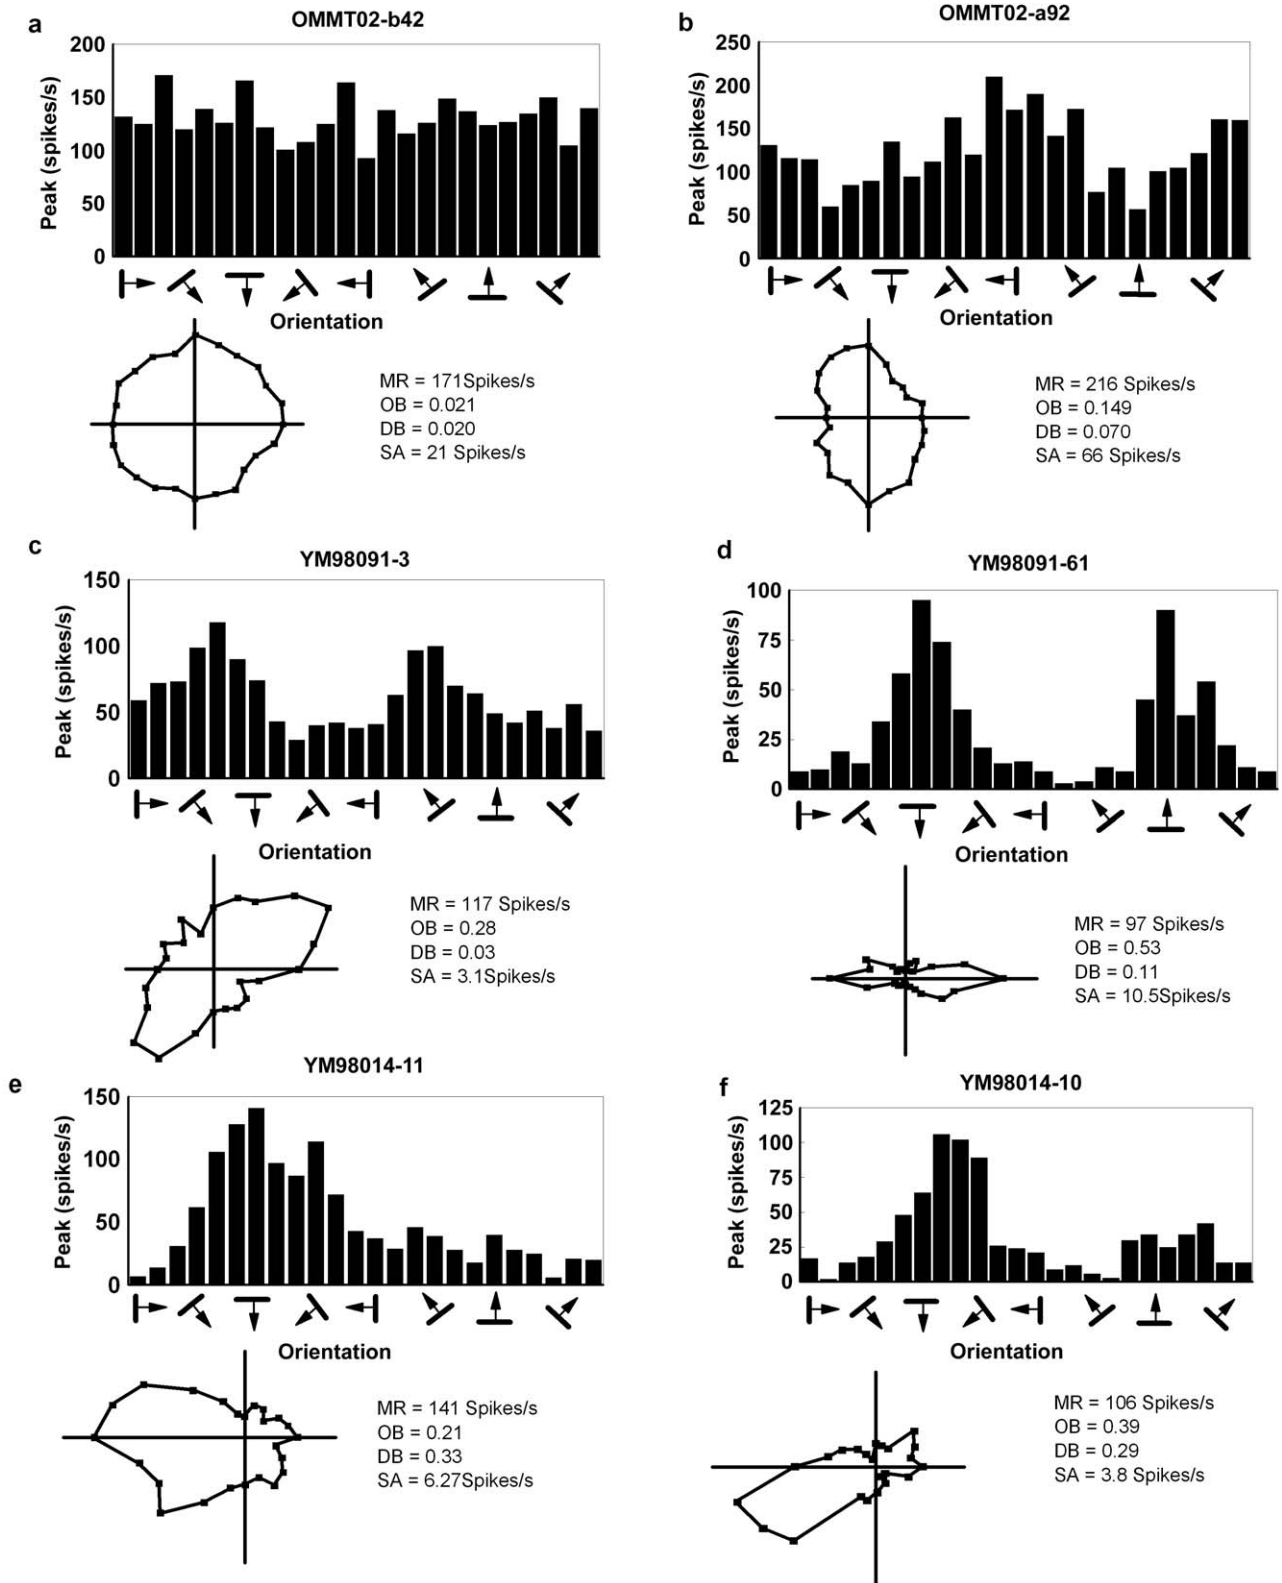 a
OMMT02-b42
200
150
100
50
0
Peak (spikes/s)
Orientation
MR = 171Spikes/s
OB = 0.021
DB = 0.020
SA = 21 Spikes/s
b
OMMT02-a92
250
200
150
100
50
0
Peak (spikes/s)
Orientation
MR = 216 Spikes/s
OB = 0.149
DB = 0.070
SA = 66 Spikes/s
c
YM98091-3
150
100
50
0
Peak (spikes/s)
Orientation
MR = 117 Spikes/s
OB = 0.28
DB = 0.03
SA = 3.1Spikes/s
d
YM98091-61
100
75
50
25
0
Peak (spikes/s)
Orientation
MR = 97 Spikes/s
OB = 0.53
DB = 0.11
SA = 10.5Spikes/s
e
YM98014-11
150
100
50
0
Peak (spikes/s)
Orientation
MR = 141 Spikes/s
OB = 0.21
DB = 0.33
SA = 6.27Spikes/s
f
YM98014-10
125
100
75
50
25
0
Peak (spikes/s)
Orientation
MR = 106 Spikes/s
OB = 0.39
DB = 0.29
SA = 3.8 Spikes/s